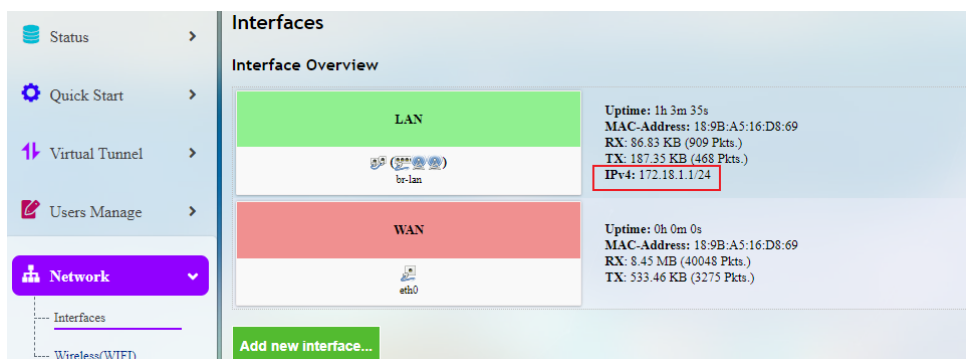 Interfaces
Status
Interface Overview
Quick Start
LAN
Uptime: 1h 3m 35s
MAC-Address: 18:9B:A5:16:D8:69
RX: 86.83 KB (909 Pkts.)
TX: 187.35 KB (468 Pkts.)
IPv4: 172.18.1.1/24
Virtual Tunnel
( )
br-lan
Users Manage
WAN
Uptime: 0h 0m 0s
MAC-Address: 18:9B:A5:16:D8:69
RX: 8.45 MB (40048 Pkts.)
TX: 533.46 KB (3275 Pkts.)
Network
eth0
Interfaces
Add new interface...
Wireless(WIFI)